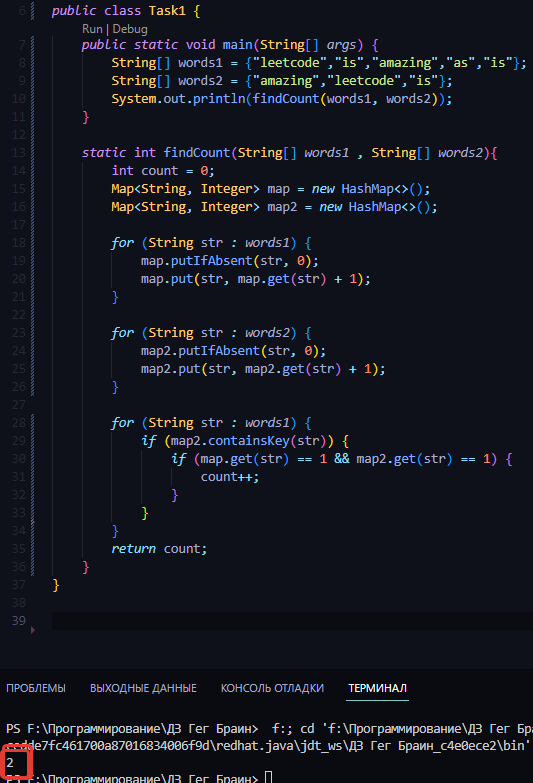 6 public class Task1 {
Run | Debug
7 public static void main(String[] args) {
8 String[] words1 = {"leetcode","is","amazing","as","is"};
9 String[] words2 = {"amazing","leetcode","is"};
10 System.out.println(findCount(words1, words2));
11 }
12
13 static int findCount(String[] words1 , String[] words2){
14 int count = 0;
15 Map<String, Integer> map = new HashMap<>();
16 Map<String, Integer> map2 = new HashMap<>();
17
18 for (String str : words1) {
19 map.putIfAbsent(str, 0);
20 map.put(str, map.get(str) + 1);
21 }
22
23 for (String str : words2) {
24 map2.putIfAbsent(str, 0);
25 map2.put(str, map2.get(str) + 1);
26 }
27
28 for (String str : words1) {
29 if (map2.containsKey(str)) {
30 if (map.get(str) == 1 && map2.get(str) == 1) {
31 count++;
32 }
33 }
34 }
35 return count;
36 }
37 }
38
39
ПРОБЛЕМЫ ВЫХОДНЫЕ ДАННЫЕ КОНСОЛЬ ОТЛАДКИ ТЕРМИНАЛ
PS F:\Программирование\ДЗ Гег Браин> f:; cd 'f:\Программирование\ДЗ Гег Бра
dde7fc461700a87016834006f9d\redhat.java\jdt_ws\ДЗ Гег Браин_c4e0ece2\bin'
2
PS F:\Программирование\ДЗ Гег Браин>